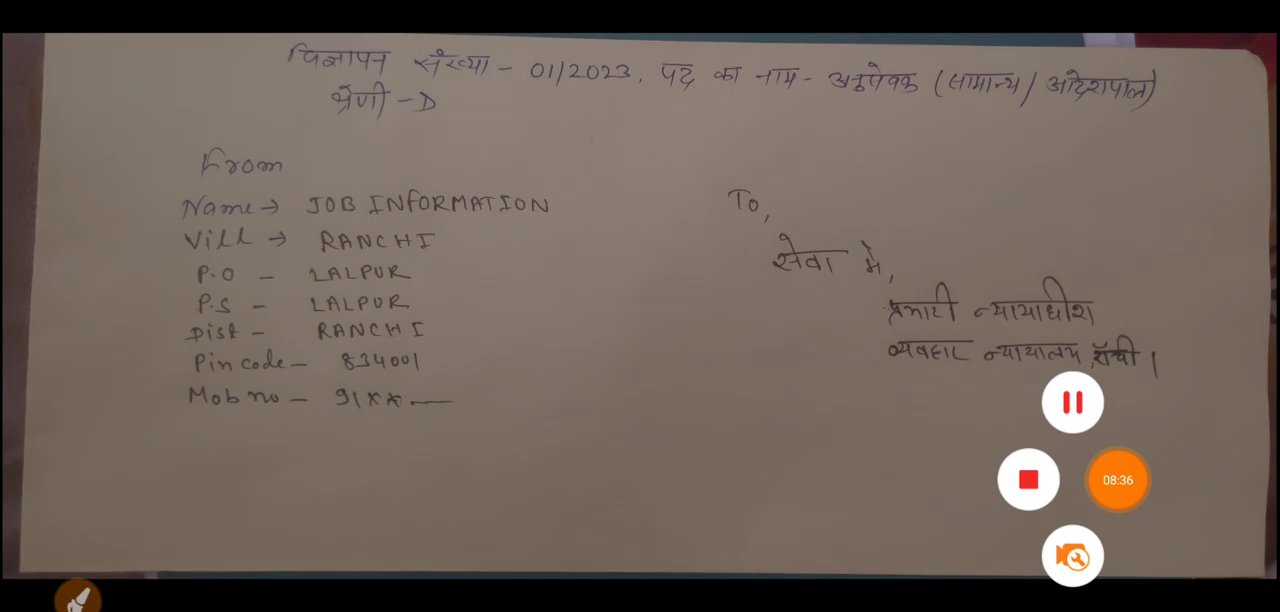 विज्ञापन संख्या - 01/2023, पद का नाम - अनुसेवक (सामान्य/आदेशपाल)
श्रेणी - D
From
Name → JOB INFORMATION
Vill → RANCHI
P.O - LALPUR
P.S - LALPUR
Dist - RANCHI
Pin code - 834001
Mob no - 91xx —
To,
सेवा मे,
प्रभारी न्यायाधीश
व्यवहार न्यायालय, राँची।
08:36